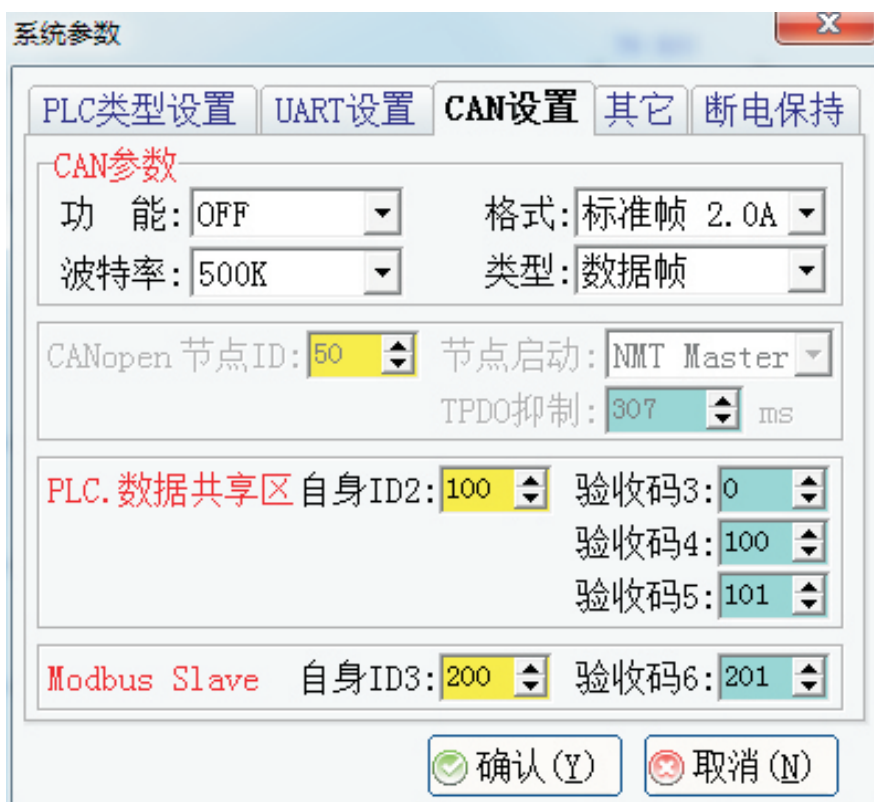 系统参数
PLC类型设置 UART设置 CAN设置 其它 断电保持
CAN参数
功 能: OFF 格式: 标准帧 2.0A
波特率: 500K 类型: 数据帧
CANopen 节点ID: 50 节点启动: NMT Master
TPDO抑制: 307 ms
PLC.数据共享区 自身ID2: 100 验收码3: 0
验收码4: 100
验收码5: 101
Modbus Slave 自身ID3: 200 验收码6: 201
确认(Y) 取消(N)